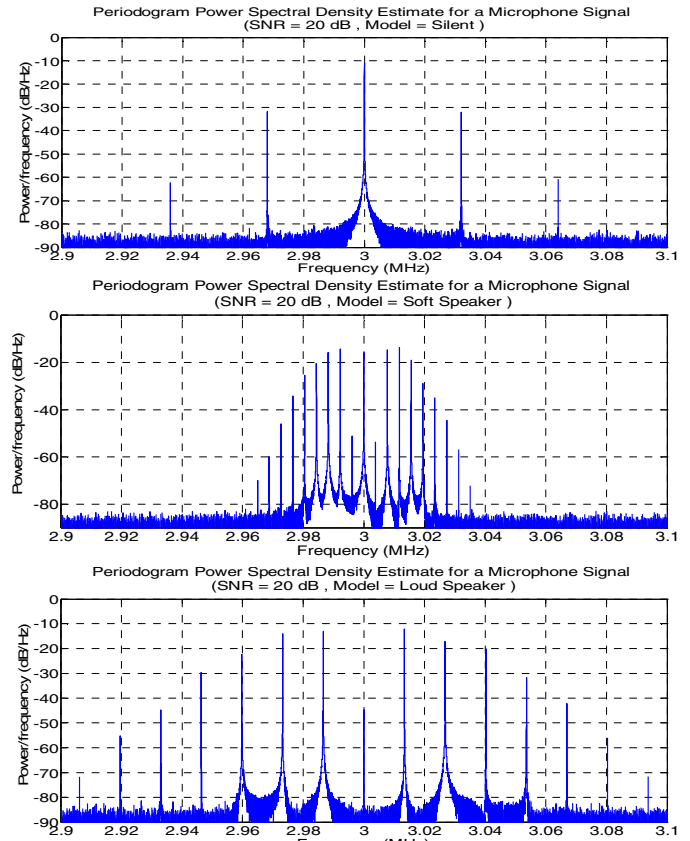 Periodogram Power Spectral Density Estimate for a Microphone Signal
(SNR = 20 dB , Model = Silent )
0
-10
-20
-30
-40
-50
-60
-70
-80
-90
Power/frequency (dB/Hz)
2.9 2.92 2.94 2.96 2.98 3 3.02 3.04 3.06 3.08 3.1
Frequency (MHz)
Periodogram Power Spectral Density Estimate for a Microphone Signal
(SNR = 20 dB , Model = Soft Speaker )
0
-20
-40
-60
-80
Power/frequency (dB/Hz)
2.9 2.92 2.94 2.96 2.98 3 3.02 3.04 3.06 3.08 3.1
Frequency (MHz)
Periodogram Power Spectral Density Estimate for a Microphone Signal
(SNR = 20 dB , Model = Loud Speaker )
0
-10
-20
-30
-40
-50
-60
-70
-80
-90
Power/frequency (dB/Hz)
2.9 2.92 2.94 2.96 2.98 3 3.02 3.04 3.06 3.08 3.1